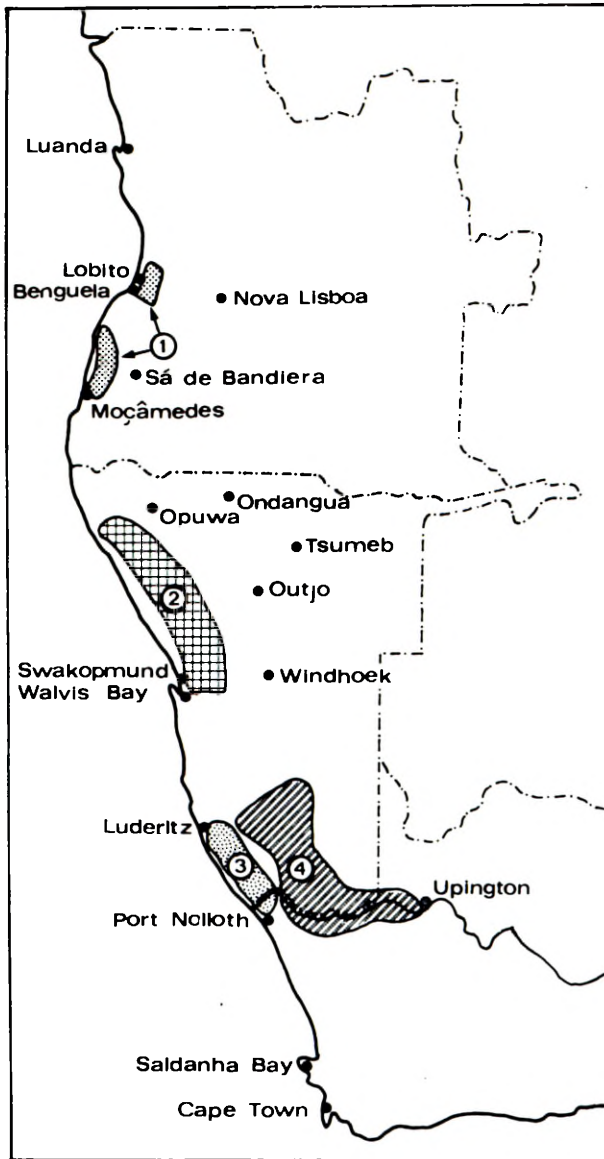 Luanda
Lobito
Benguela
Nova Lisboa
1
Sá de Bandiera
Moçâmedes
Ondangua
Opuwa
Tsumeb
2
Outjo
Swakopmund
Walvis Bay
Windhoek
Luderitz
3
4
Upington
Port Nolloth
Saldanha Bay
Cape Town